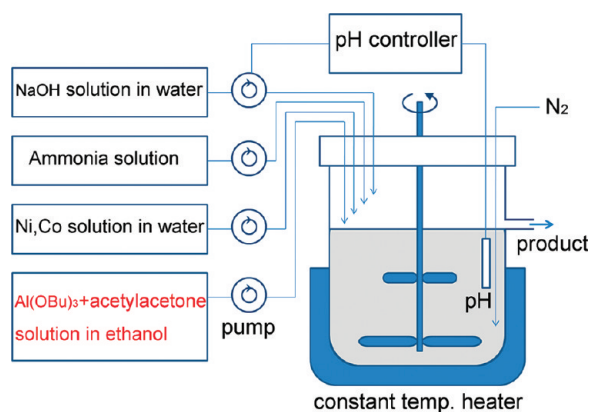 pH controller
NaOH solution in water
N₂
Ammonia solution
Ni,Co solution in water
product
Al(OBu)₃+acetylacetone
solution in ethanol
pump
pH
constant temp. heater